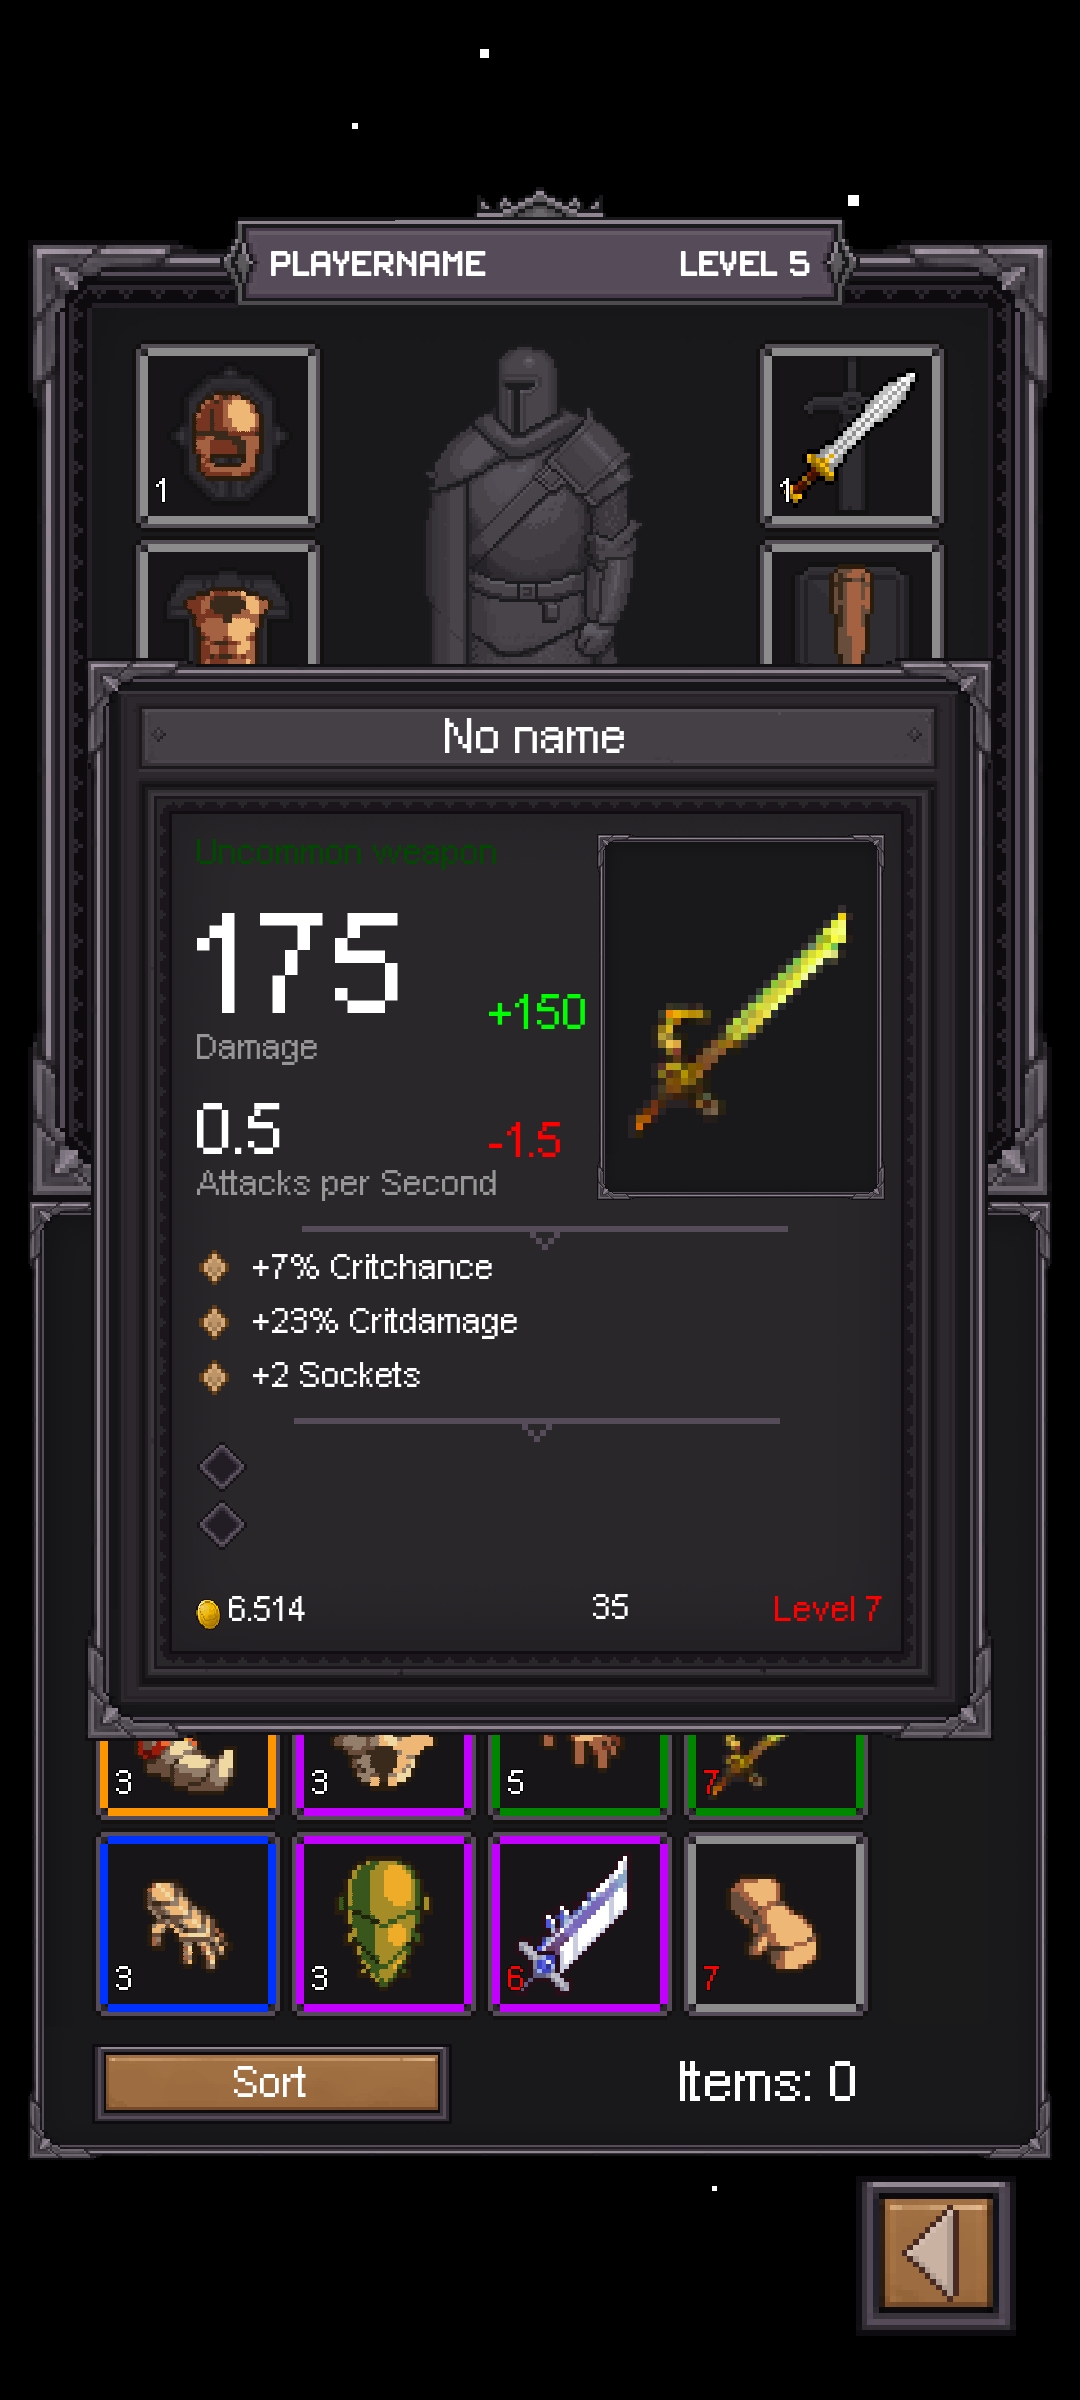 PLAYERNAME LEVEL 5
1 1
No name
Uncommon weapon
175 +150
Damage
0.5 -1.5
Attacks per Second
+7% Critchance
+23% Critdamage
+2 Sockets
6.514 35 Level 7
3 3 5 7
3 3 6 7
Sort Items: 0